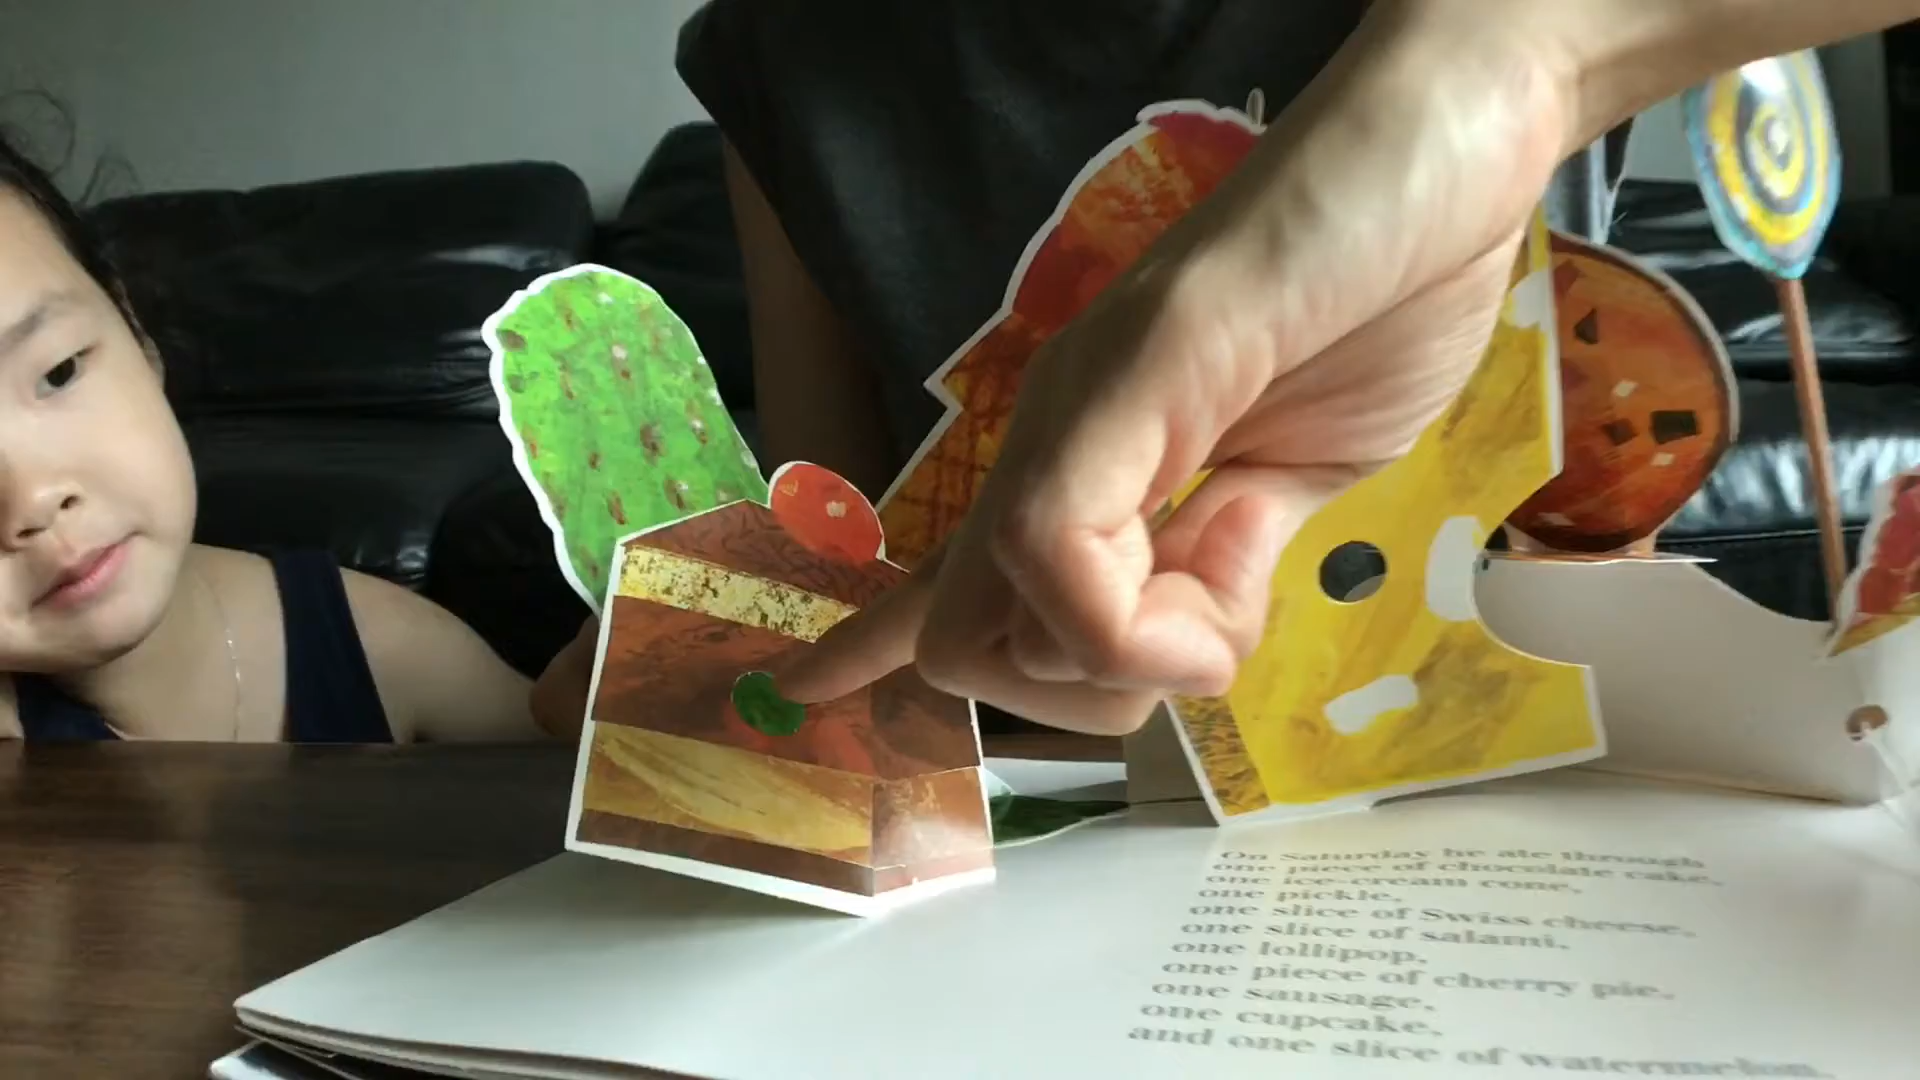 On Saturday he ate through
one piece of chocolate cake,
one ice-cream cone,
one pickle,
one slice of Swiss cheese,
one slice of salami,
one lollipop,
one piece of cherry pie,
one sausage,
one cupcake,
and one slice of watermelon.